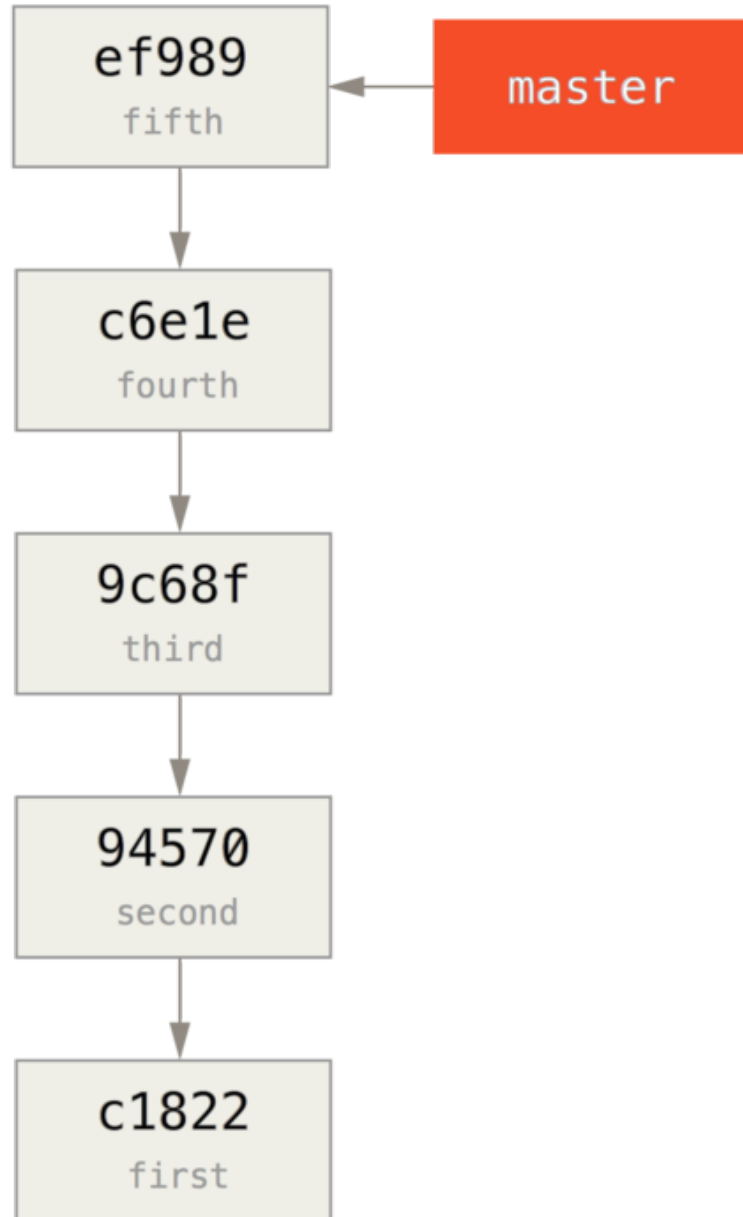 ef989
fifth
master
c6e1e
fourth
9c68f
third
94570
second
c1822
first